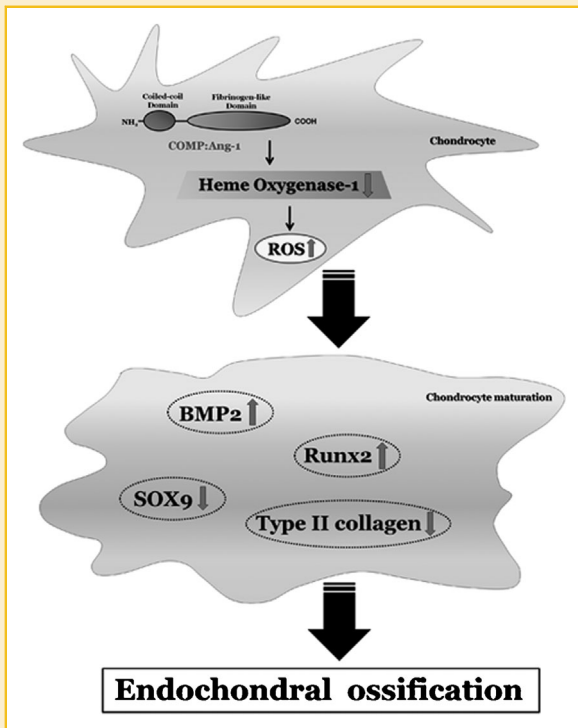 Coiled-coil Domain
Fibrinogen-like Domain
NH₂
COOH
COMP:Ang-1
Chondrocyte
Heme Oxygenase-1
ROS
Chondrocyte maturation
BMP2
Runx2
SOX9
Type II collagen
Endochondral ossification